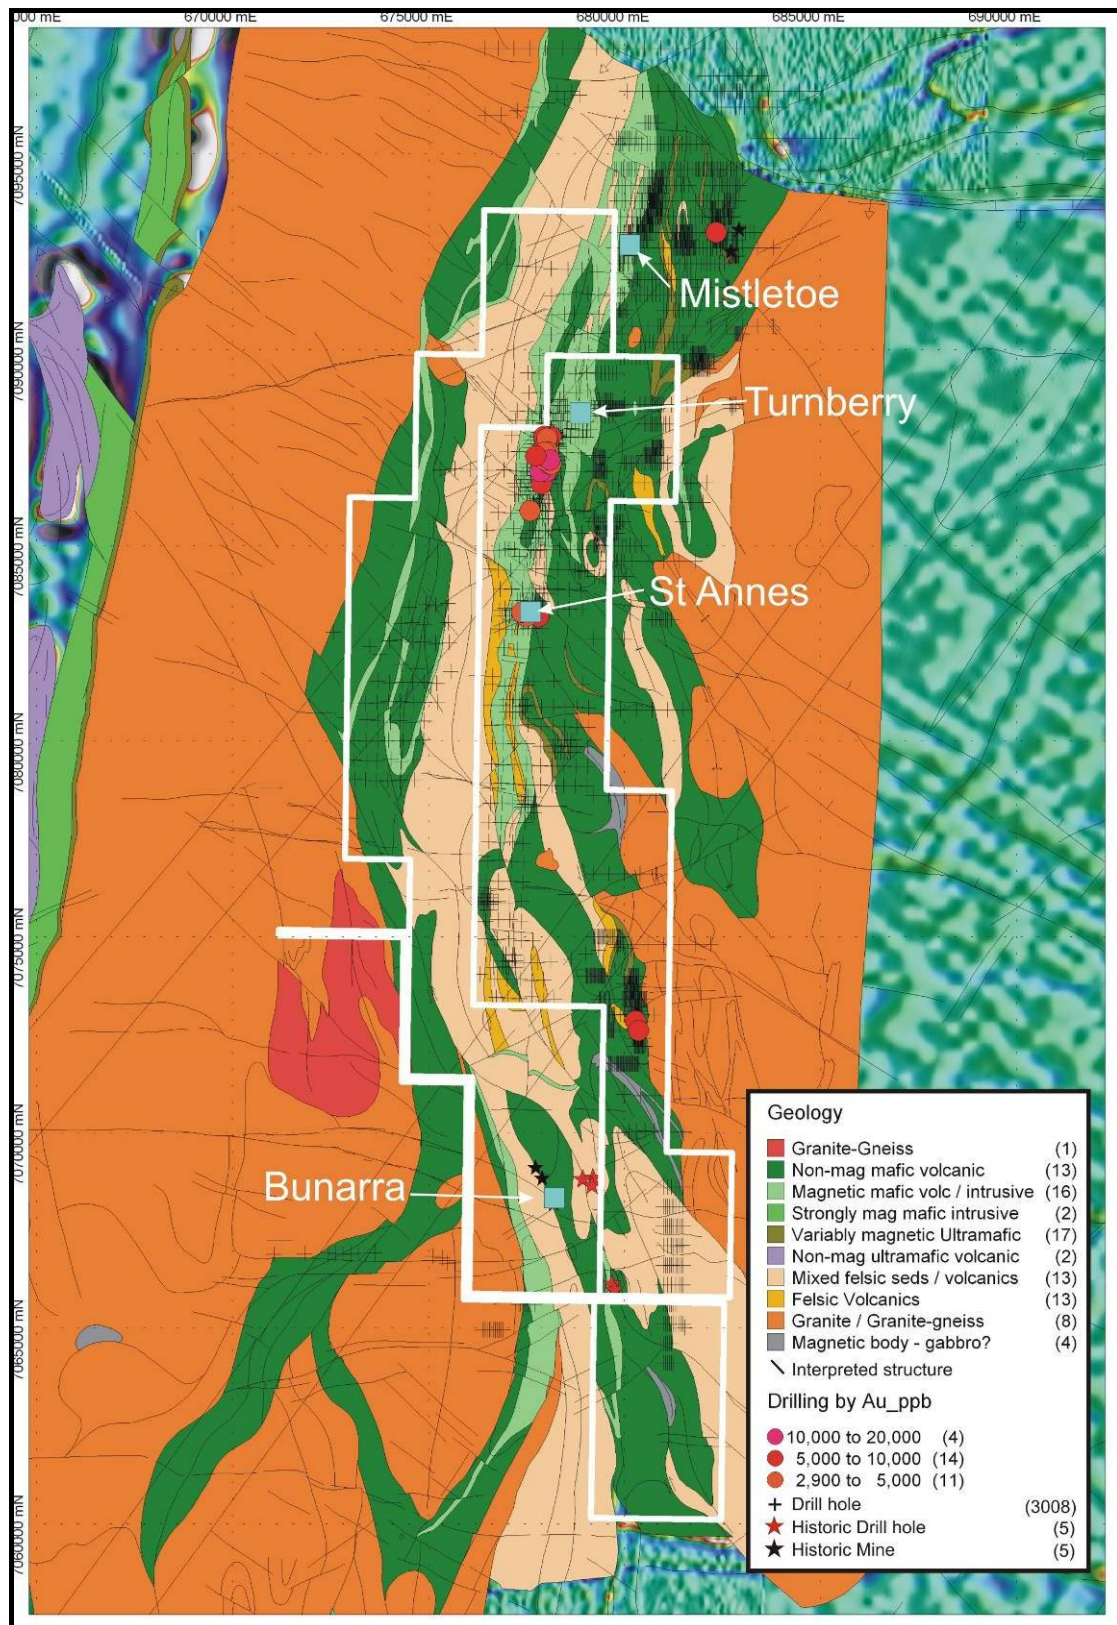 000 mE 670000 mE 675000 mE 680000 mE 685000 mE 690000 mE
7095000 mN
Mistletoe
7090000 mN
Turnberry
7085000 mN
St Annes
7080000 mN
7075000 mN
7070000 mN
Bunarra
7065000 mN
7060000 mN
Geology
Granite-Gneiss (1)
Non-mag mafic volcanic (13)
Magnetic mafic volc / intrusive (16)
Strongly mag mafic intrusive (2)
Variably magnetic Ultramafic (17)
Non-mag ultramafic volcanic (2)
Mixed felsic seds / volcanics (13)
Felsic Volcanics (13)
Granite / Granite-gneiss (8)
Magnetic body - gabbro? (4)
Interpreted structure
Drilling by Au_ppb
10,000 to 20,000 (4)
5,000 to 10,000 (14)
2,900 to 5,000 (11)
Drill hole (3008)
Historic Drill hole (5)
Historic Mine (5)